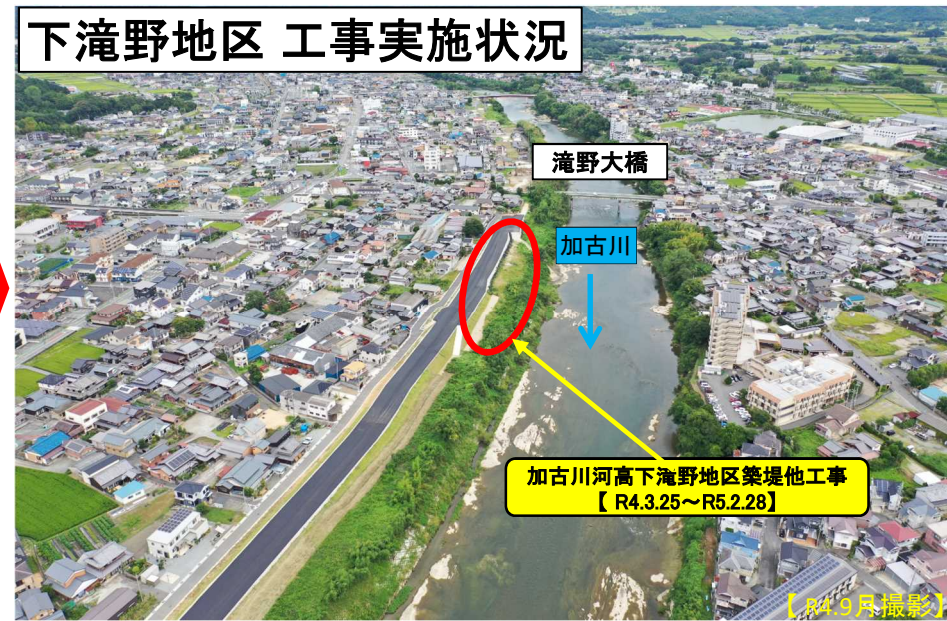 下滝野地区 工事実施状況
滝野大橋
加古川
加古川河高下滝野地区築堤他工事
【 R4.3.25～R5.2.28】
【 R4.9月撮影】